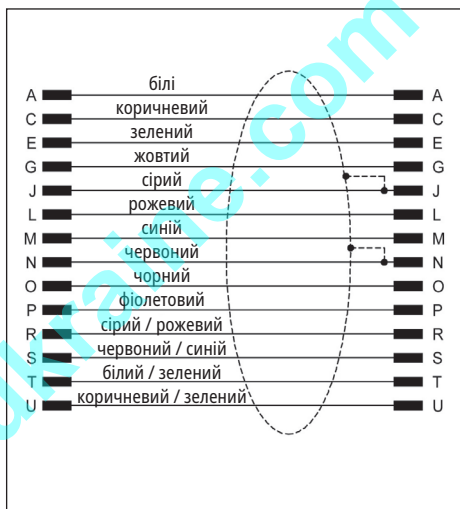 A білі A
C коричневий C
E зелений E
G жовтий G
J сірий J
L рожевий L
M синій M
N червоний N
O чорний O
P фіолетовий P
R сірий / рожевий R
S червоний / синій S
T білий / зелений T
U коричневий / зелений U
ukraine.com